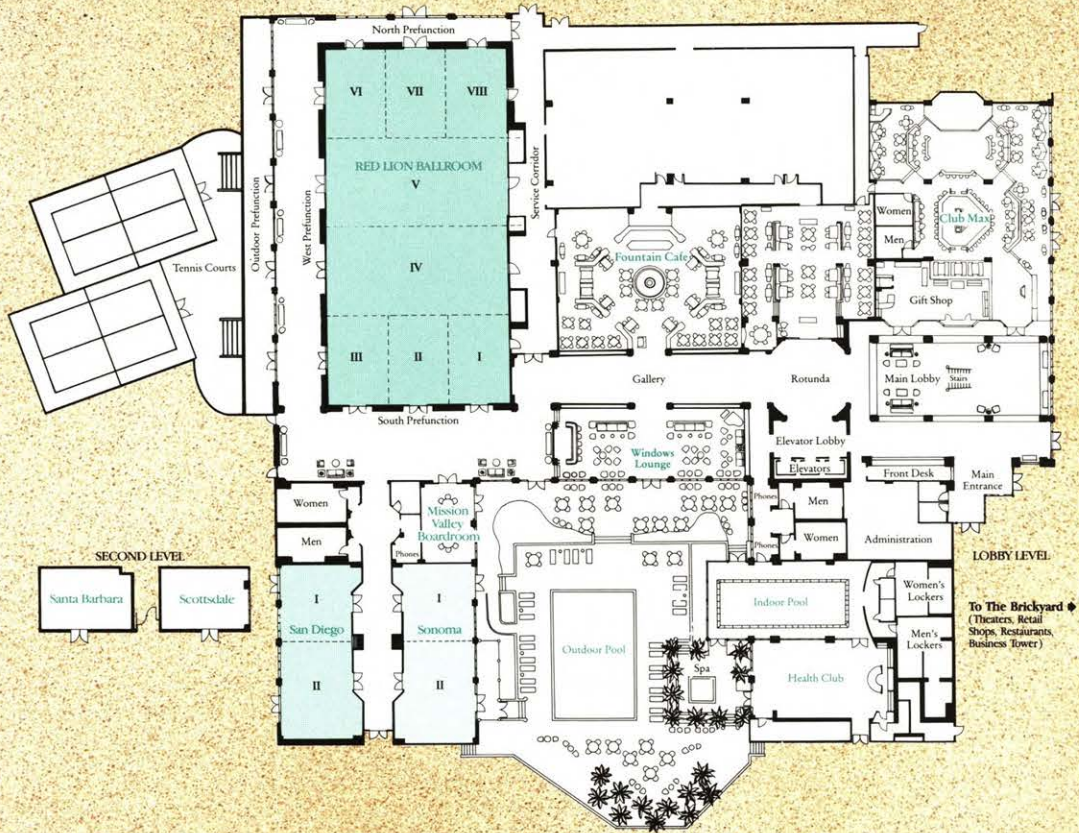 North Prefunction
VI
VII
VIII
RED LION BALLROOM
V
IV
III
II
I
Outdoor Prefunction
West Prefunction
Service Corridor
Tennis Courts
South Prefunction
Fountain Cafe
Women
Men
Club Max
Gift Shop
Gallery
Rotunda
Main Lobby
Stairs
Windows
Lounge
Elevator Lobby
Elevators
Front Desk
Main
Entrance
Women
Men
Mission
Valley
Boardroom
Phones
Phones
Phones
Men
Women
Administration
SECOND LEVEL
Santa Barbara
Scottsdale
I
San Diego
II
I
Sonoma
II
Outdoor Pool
Spa
Indoor Pool
Health Club
Women's
Lockers
Men's
Lockers
LOBBY LEVEL
To The Brickyard
(Theaters, Retail
Shops, Restaurants,
Business Tower)